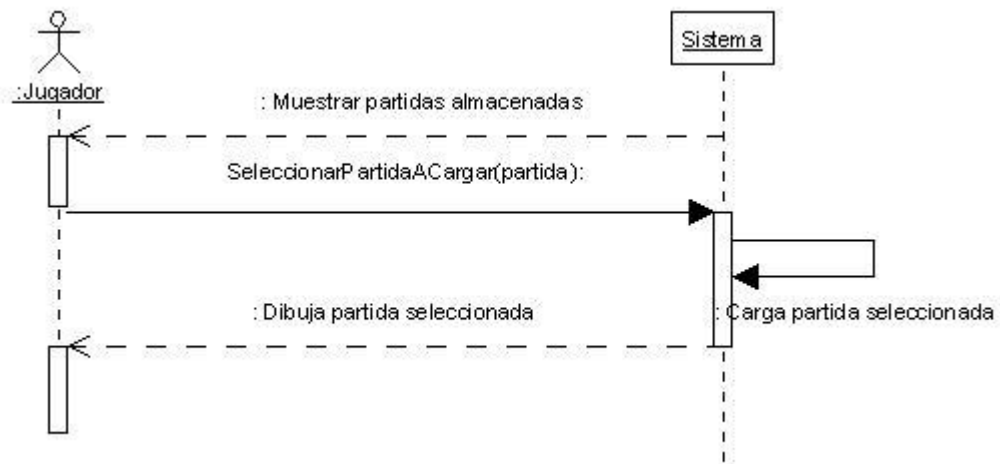 Sistema
:Jugador
: Muestrar partidas almacenadas
SeleccionarPartidaACargar(partida):
: Dibuja partida seleccionada
: Carga partida seleccionada